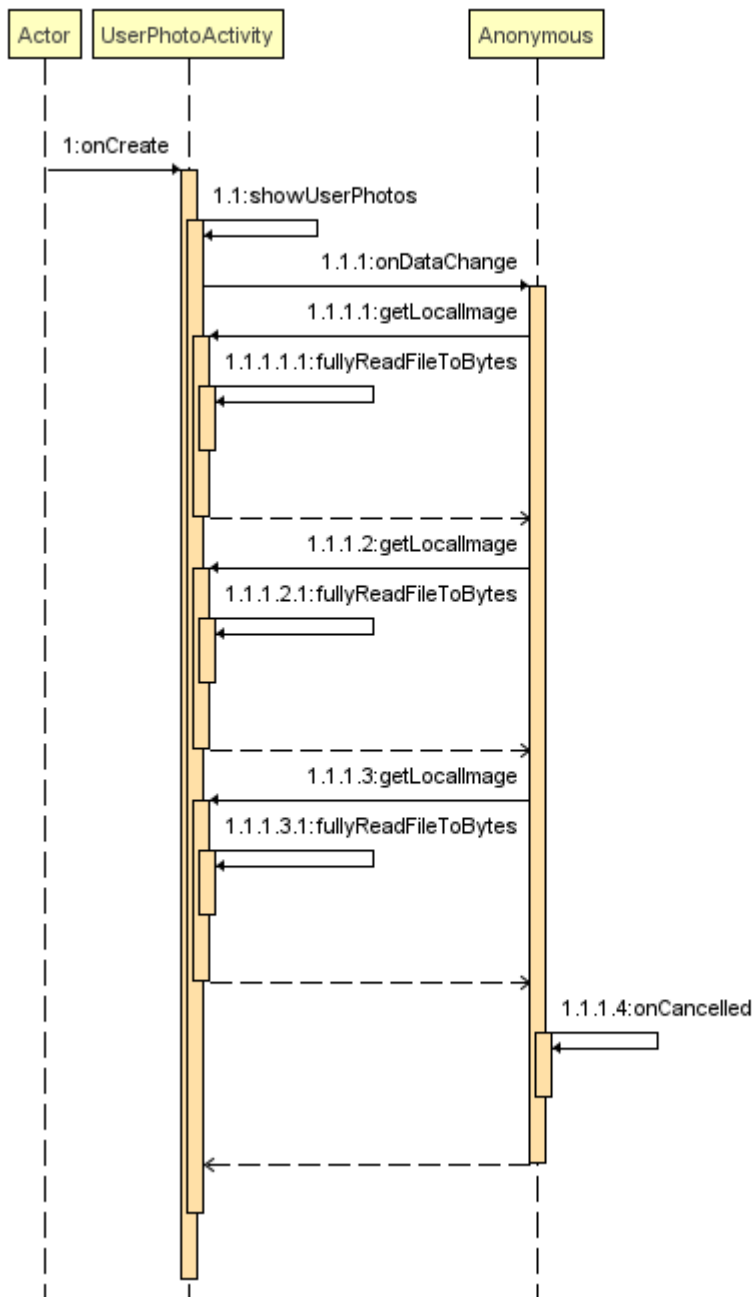 Actor
UserPhotoActivity
Anonymous
1:onCreate
1.1:showUserPhotos
1.1.1:onDataChange
1.1.1.1:getLocalImage
1.1.1.1.1:fullyReadFileToBytes
1.1.1.2:getLocalImage
1.1.1.2.1:fullyReadFileToBytes
1.1.1.3:getLocalImage
1.1.1.3.1:fullyReadFileToBytes
1.1.1.4:onCancelled